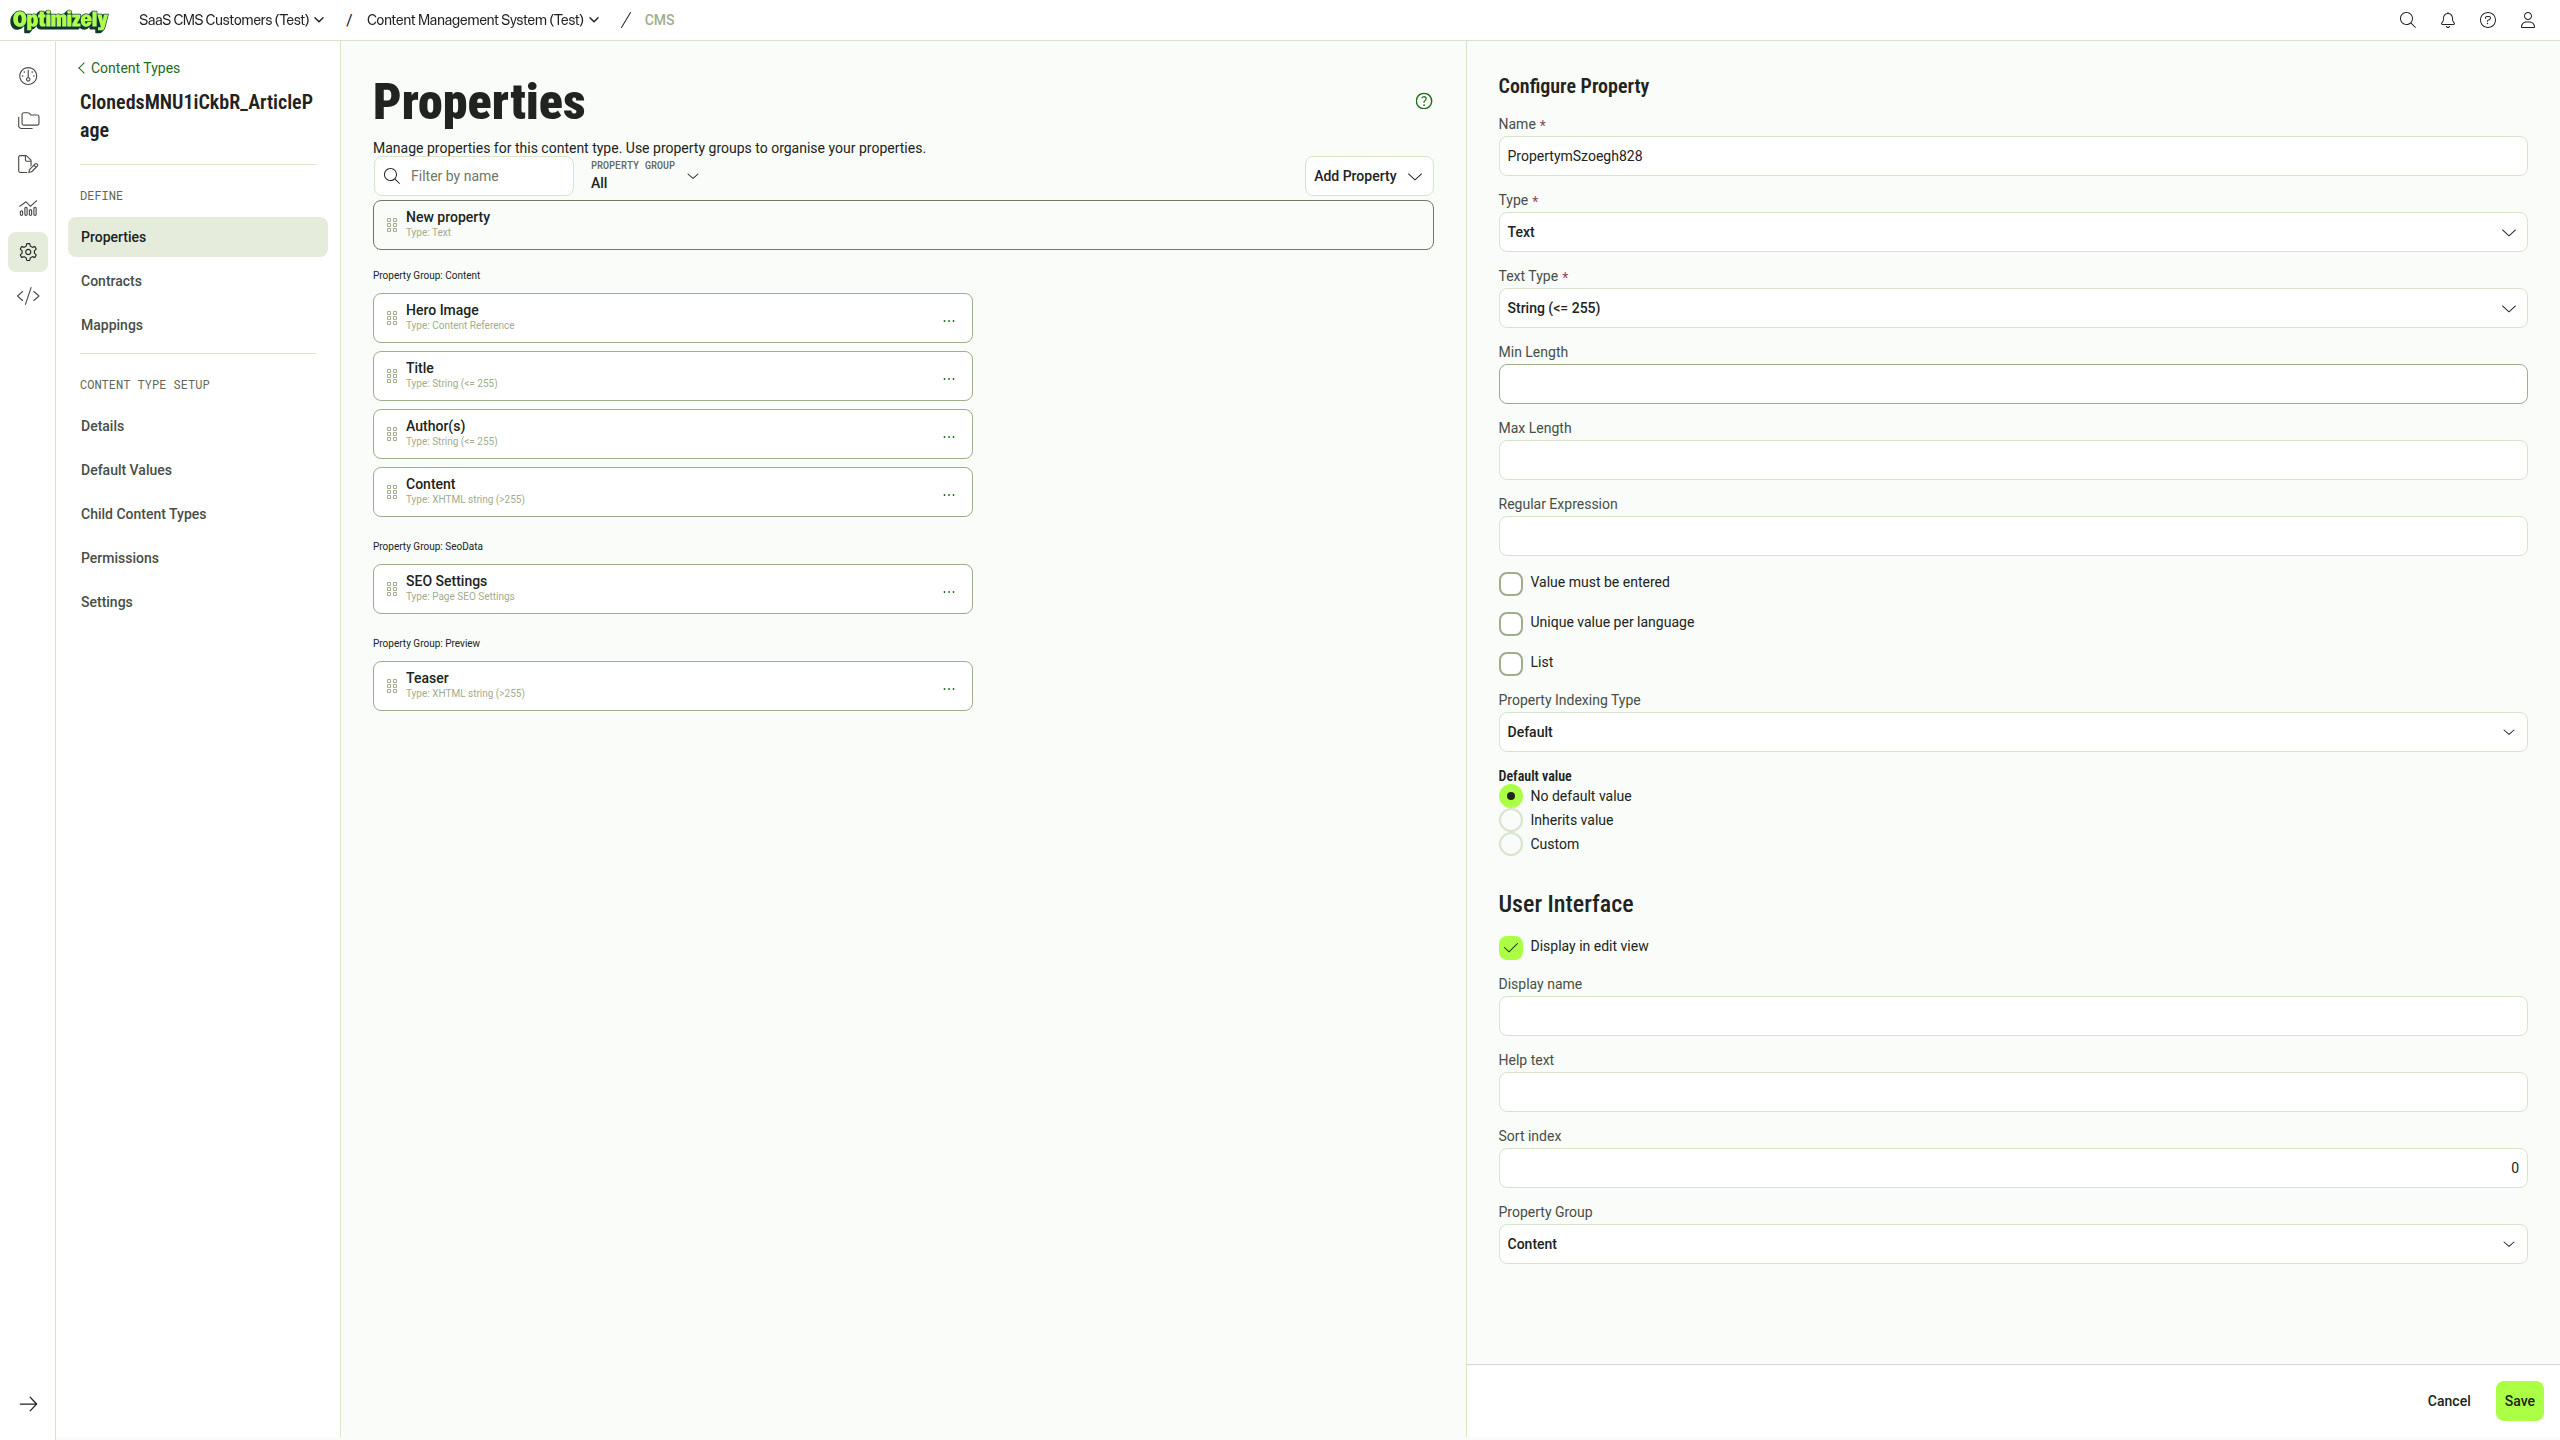 Optimizely
SaaS CMS Customers (Test) / Content Management System (Test) / CMS
Content Types
ClonedsMNU1iCkbR_ArticleP
age
DEFINE
Properties
Contracts
Mappings
CONTENT TYPE SETUP
Details
Default Values
Child Content Types
Permissions
Settings
Properties
Manage properties for this content type. Use property groups to organise your properties.
Filter by name
PROPERTY GROUP
All
Add Property
New property
Type: Text
Property Group: Content
Hero Image
Type: Content Reference
...
Title
Type: String (<= 255)
...
Author(s)
Type: String (<= 255)
...
Content
Type: XHTML string (>255)
...
Property Group: SeoData
SEO Settings
Type: Page SEO Settings
...
Property Group: Preview
Teaser
Type: XHTML string (>255)
...
Configure Property
Name *
PropertymSzoegh828
Type *
Text
Text Type *
String (<= 255)
Min Length
Max Length
Regular Expression
Value must be entered
Unique value per language
List
Property Indexing Type
Default
Default value
No default value
Inherits value
Custom
User Interface
Display in edit view
Display name
Help text
Sort index
0
Property Group
Content
Cancel
Save